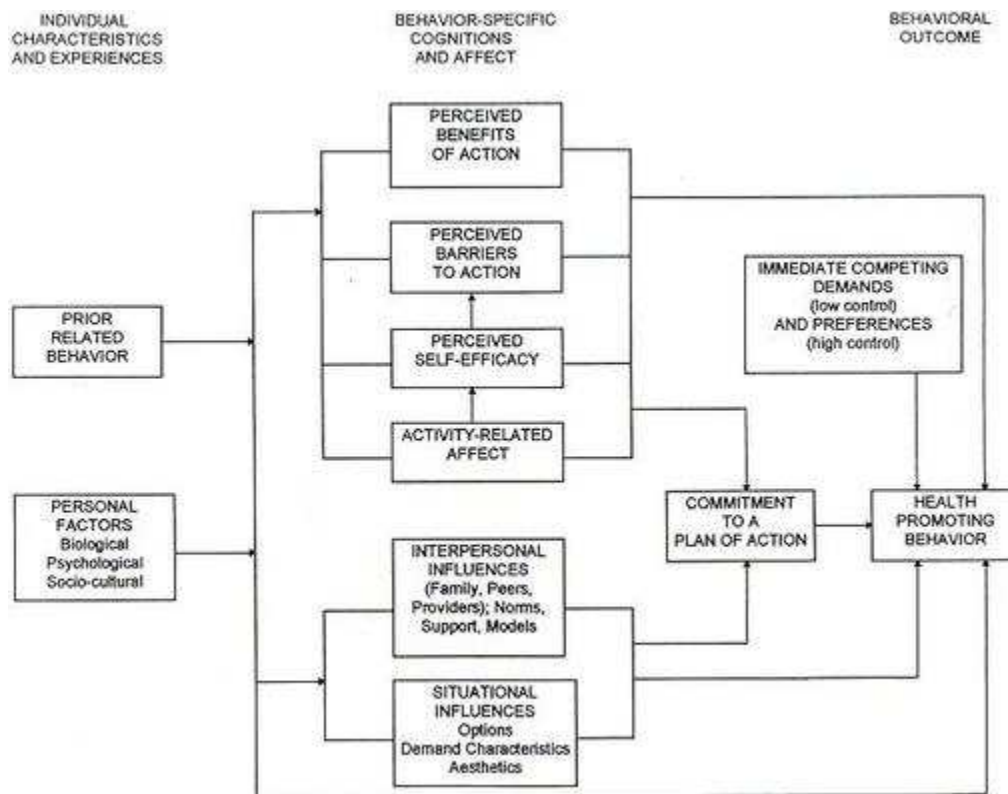 INDIVIDUAL
CHARACTERISTICS
AND EXPERIENCES
BEHAVIOR-SPECIFIC
COGNITIONS
AND AFFECT
BEHAVIORAL
OUTCOME
PERCEIVED
BENEFITS
OF ACTION
PERCEIVED
BARRIERS
TO ACTION
IMMEDIATE COMPETING
DEMANDS
(low control)
AND PREFERENCES
(high control)
PRIOR
RELATED
BEHAVIOR
PERCEIVED
SELF-EFFICACY
ACTIVITY-RELATED
AFFECT
PERSONAL
FACTORS
Biological
Psychological
Socio-cultural
COMMITMENT
TO A
PLAN OF ACTION
HEALTH
PROMOTING
BEHAVIOR
INTERPERSONAL
INFLUENCES
(Family, Peers,
Providers); Norms,
Support, Models
SITUATIONAL
INFLUENCES
Options
Demand Characteristics
Aesthetics